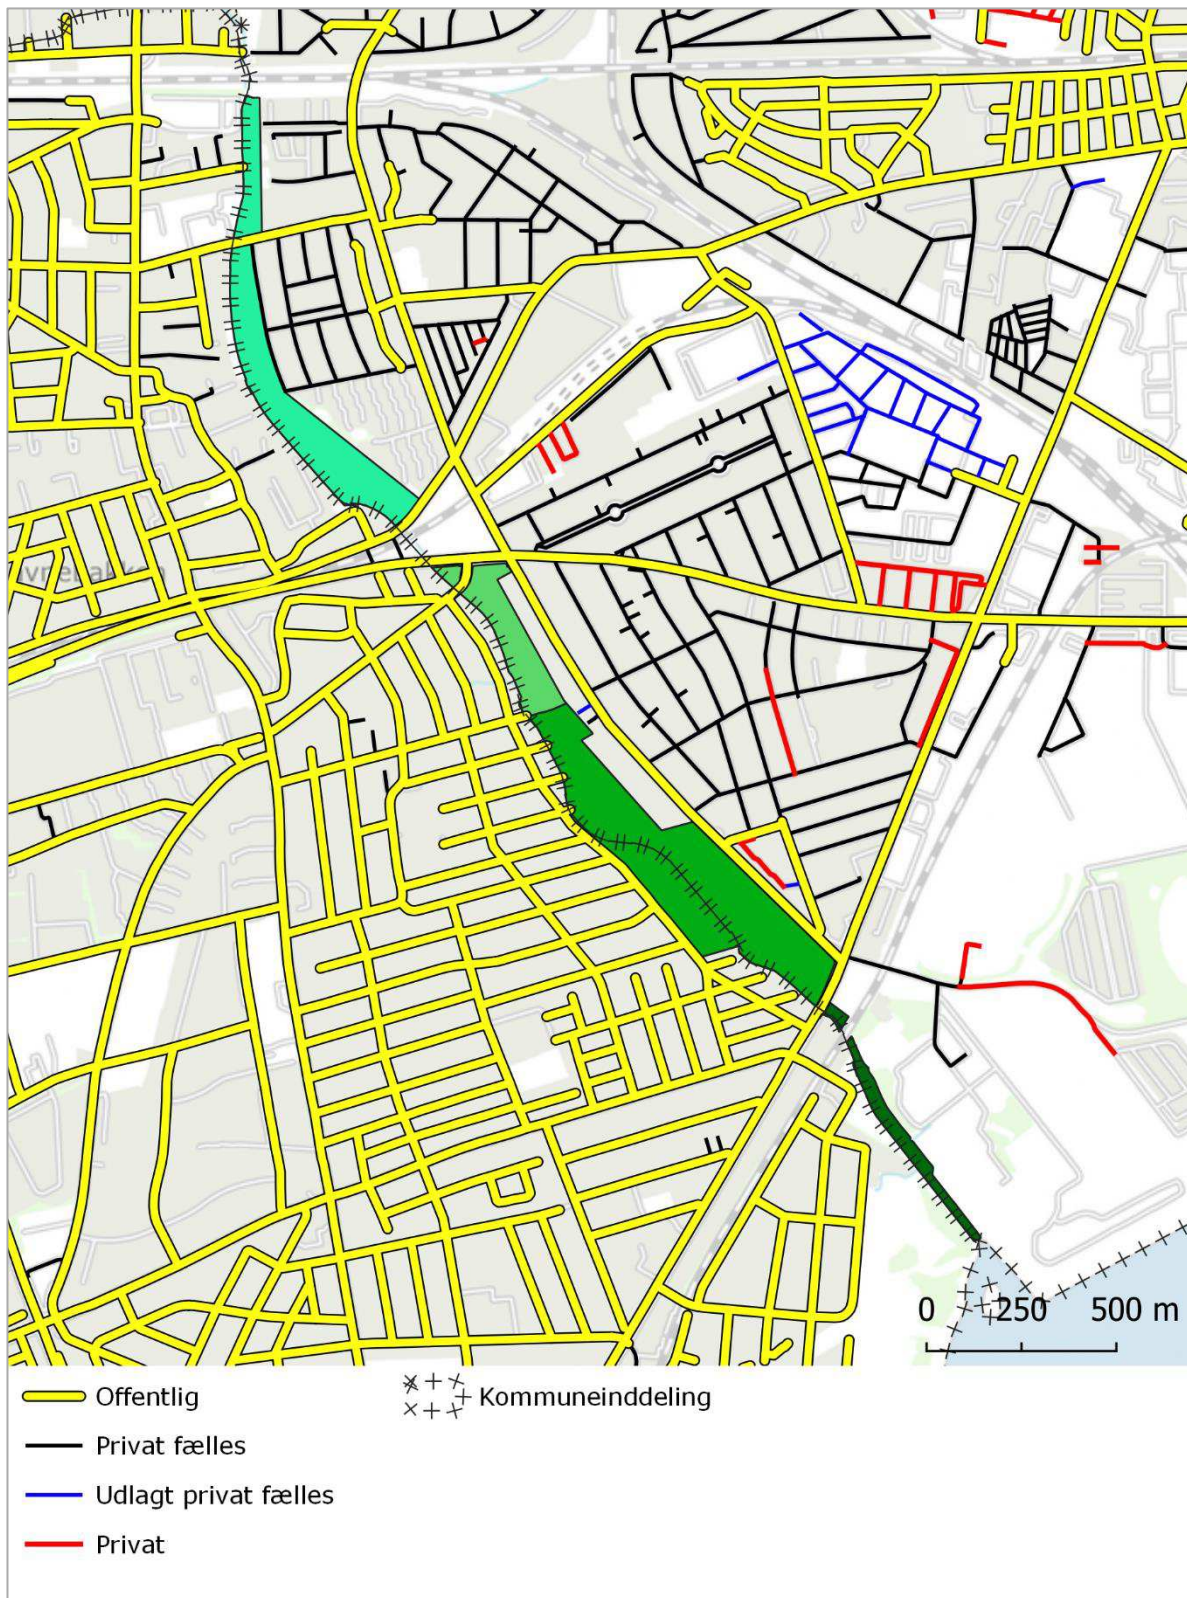 0 250 500 m
Offentlig
Kommuneinddeling
Privat fælles
Udlagt privat fælles
Privat